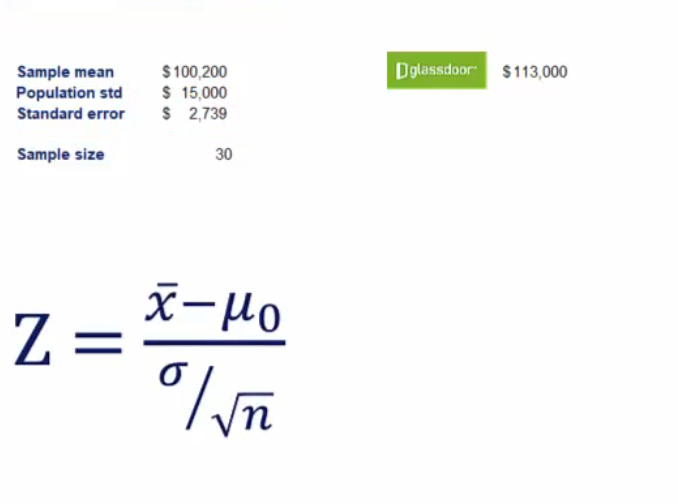 Sample mean $100,200
Population std $ 15,000
Standard error $ 2,739
Sample size 30
glassdoor $113,000
Z = x̄ − μ₀
σ/√n